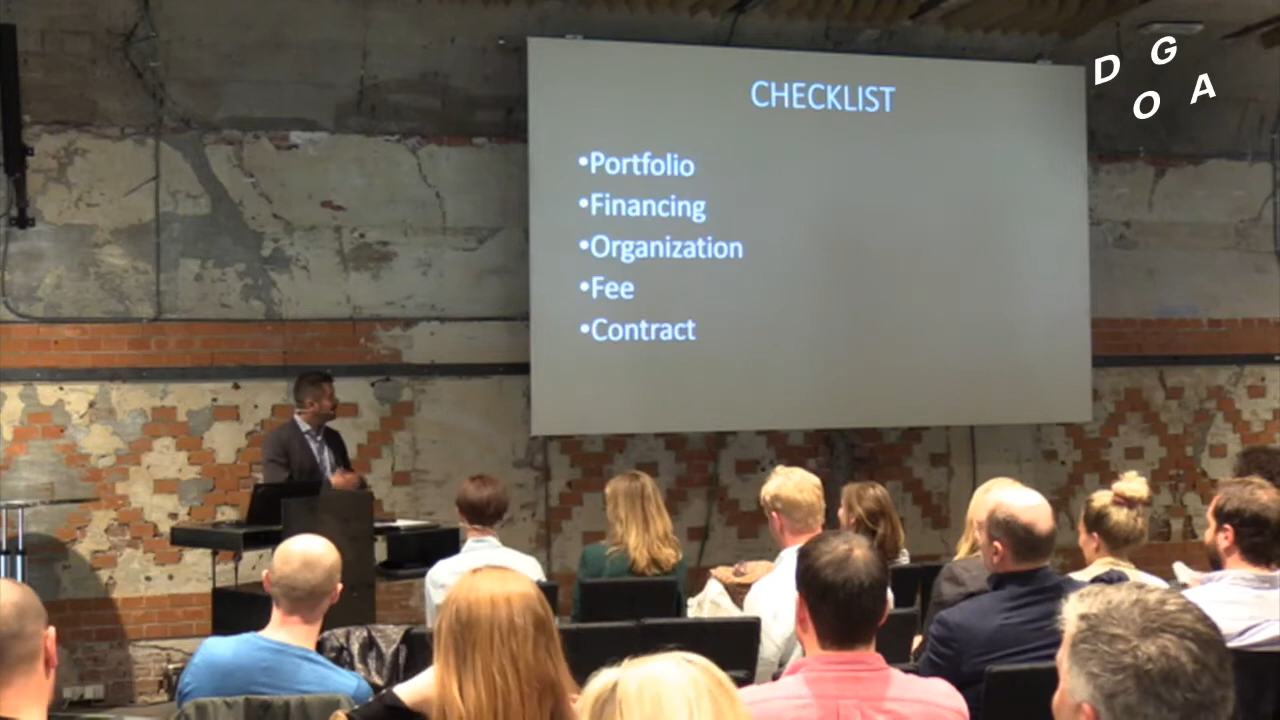 CHECKLIST
•Portfolio
•Financing
•Organization
•Fee
•Contract
D G
O A